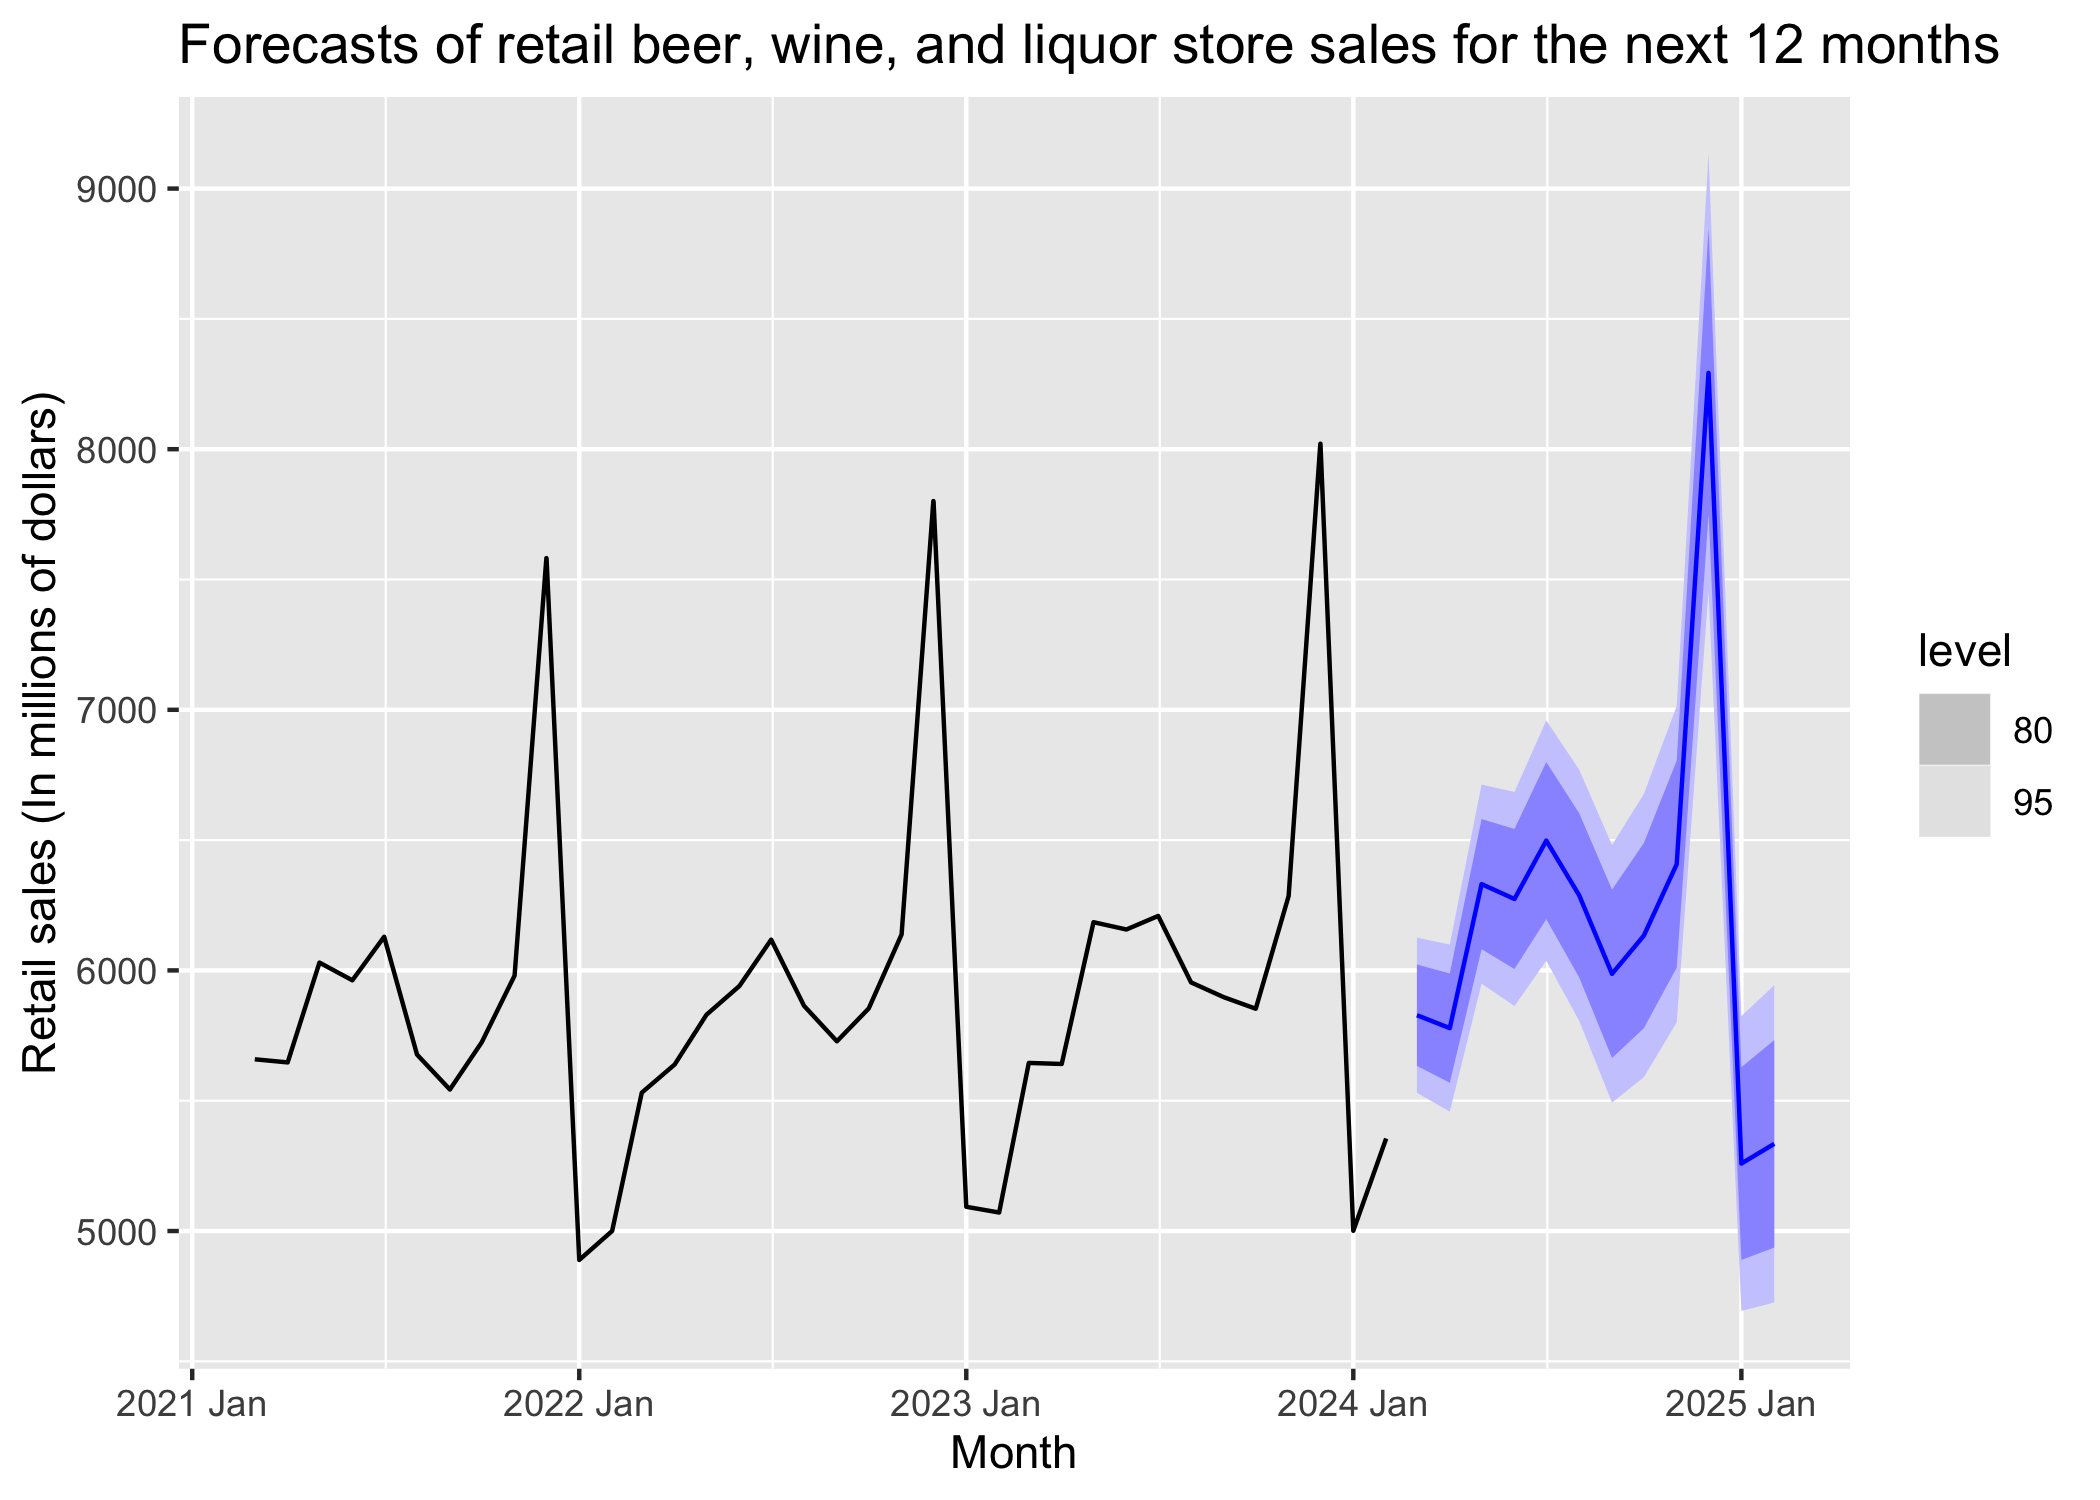 Forecasts of retail beer, wine, and liquor store sales for the next 12 months
Retail sales (In millions of dollars)
9000
8000
7000
6000
5000
2021 Jan
2022 Jan
2023 Jan
2024 Jan
2025 Jan
Month
level
80
95